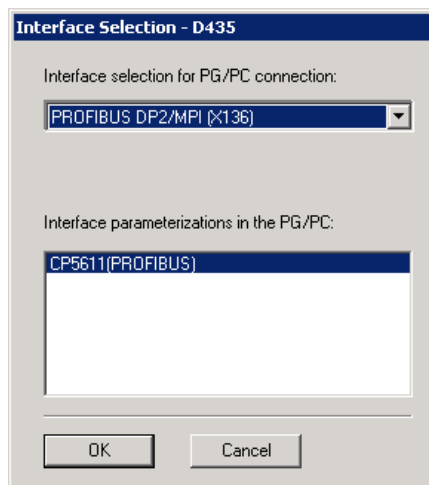 Interface Selection - D435
Interface selection for PG/PC connection:
PROFIBUS DP2/MPI (X136)
Interface parameterizations in the PG/PC:
CP5611(PROFIBUS)
OK
Cancel